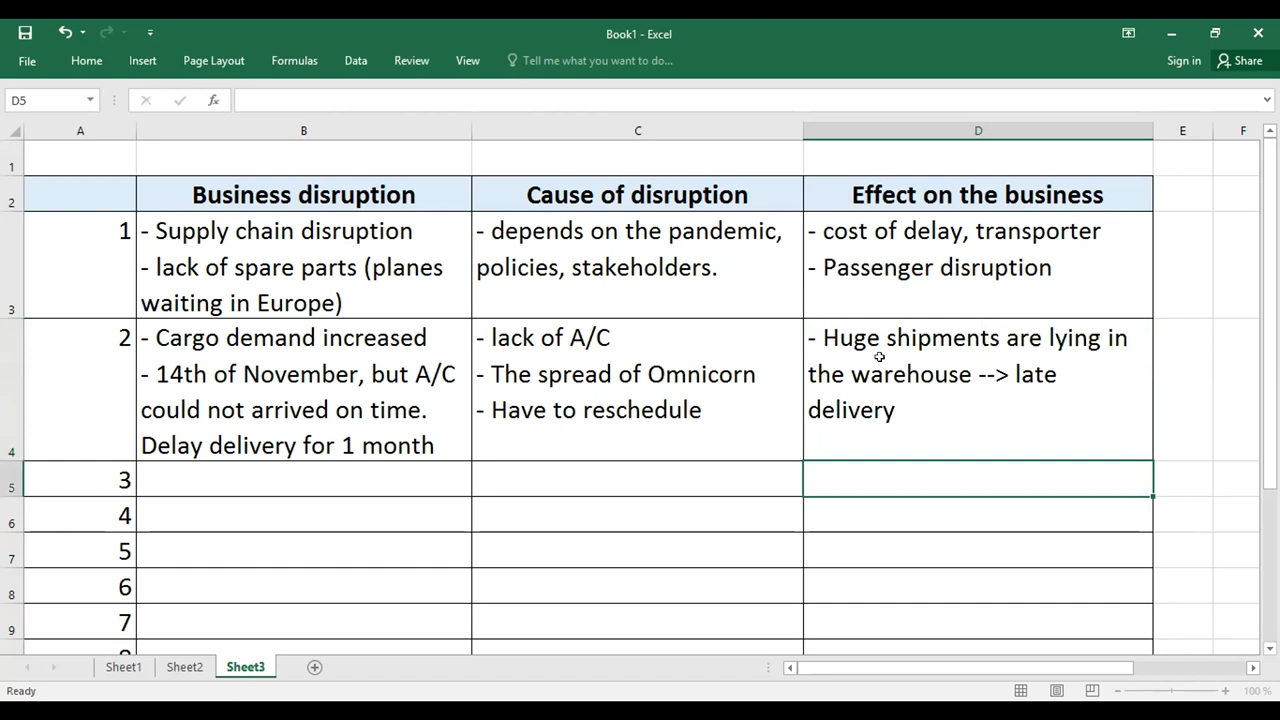 Book1 - Excel
File Home Insert Page Layout Formulas Data Review View Tell me what you want to do... Sign in Share
D5 fx
A B C D E F
1
2 Business disruption Cause of disruption Effect on the business
3
1
- Supply chain disruption
- lack of spare parts (planes
waiting in Europe)
- depends on the pandemic,
policies, stakeholders.
- cost of delay, transporter
- Passenger disruption
4
2
- Cargo demand increased
- 14th of November, but A/C
could not arrived on time.
Delay delivery for 1 month
- lack of A/C
- The spread of Omnicorn
- Have to reschedule
- Huge shipments are lying in
the warehouse --> late
delivery
5 3
6 4
7 5
8 6
9 7
Sheet1 Sheet2 Sheet3
Ready 100 %